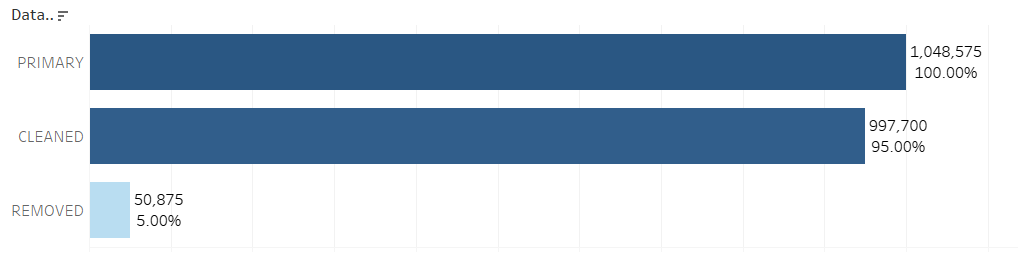 Data..
PRIMARY
1,048,575
100.00%
CLEANED
997,700
95.00%
REMOVED
50,875
5.00%